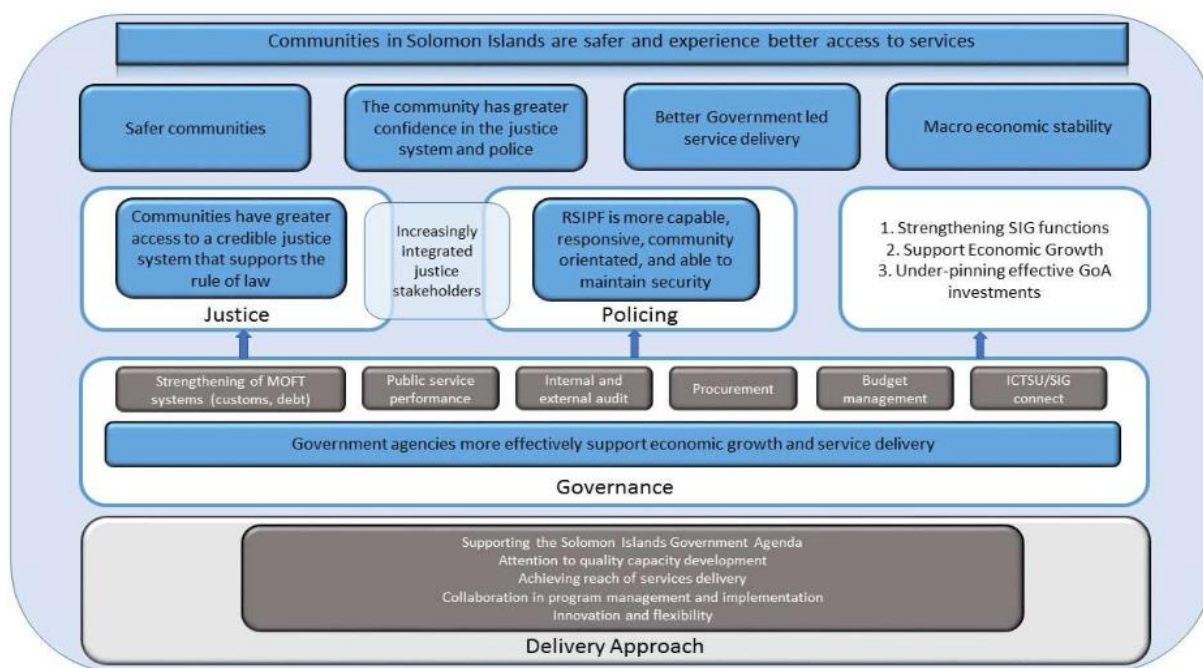 Communities in Solomon Islands are safer and experience better access to services
Safer communities
The community has greater
confidence in the justice
system and police
Better Government led
service delivery
Macro economic stability
Communities have greater
access to a credible justice
system that supports the
rule of law
Justice
Increasingly
integrated
justice
stakeholders
RSIPF is more capable,
responsive, community
orientated, and able to
maintain security
Policing
1. Strengthening SIG functions
2. Support Economic Growth
3. Under-pinning effective GoA
investments
Strengthening of MOFT
systems (customs, debt)
Public service
performance
Internal and
external audit
Procurement
Budget
management
ICTSU/SIG
connect
Government agencies more effectively support economic growth and service delivery
Governance
Supporting the Solomon Islands Government Agenda
Attention to quality capacity development
Achieving reach of services delivery
Collaboration in program management and implementation
Innovation and flexibility
Delivery Approach